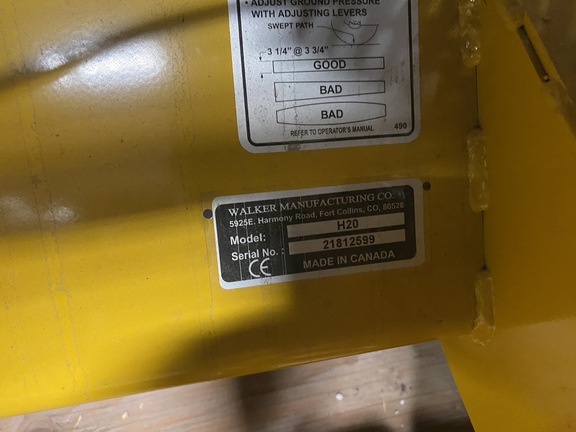 • ADJUST GROUND PRESSURE
WITH ADJUSTING LEVERS
SWEPT PATH
3 1/4" @ 3 3/4"
GOOD
BAD
BAD
REFER TO OPERATOR'S MANUAL 490
WALKER MANUFACTURING CO.
5925E. Harmony Road, Fort Collins, CO, 80528
Model: H20
Serial No.: 21812599
CE MADE IN CANADA